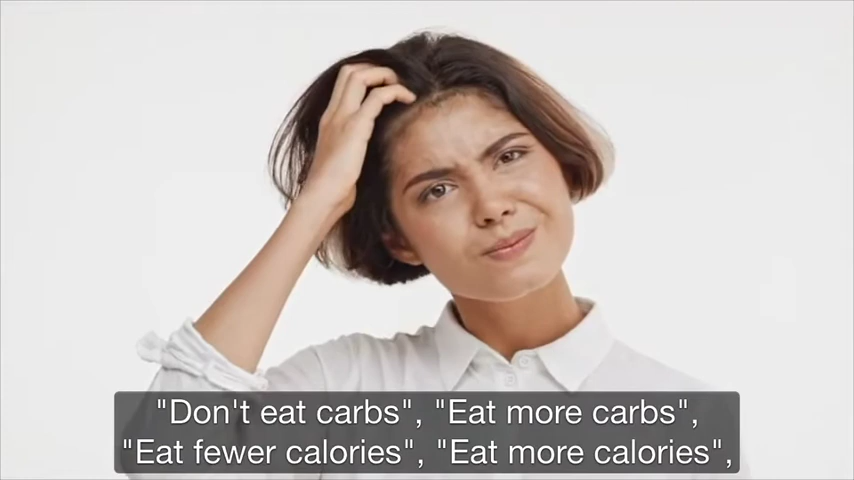 "Don't eat carbs", "Eat more carbs",
"Eat fewer calories", "Eat more calories",